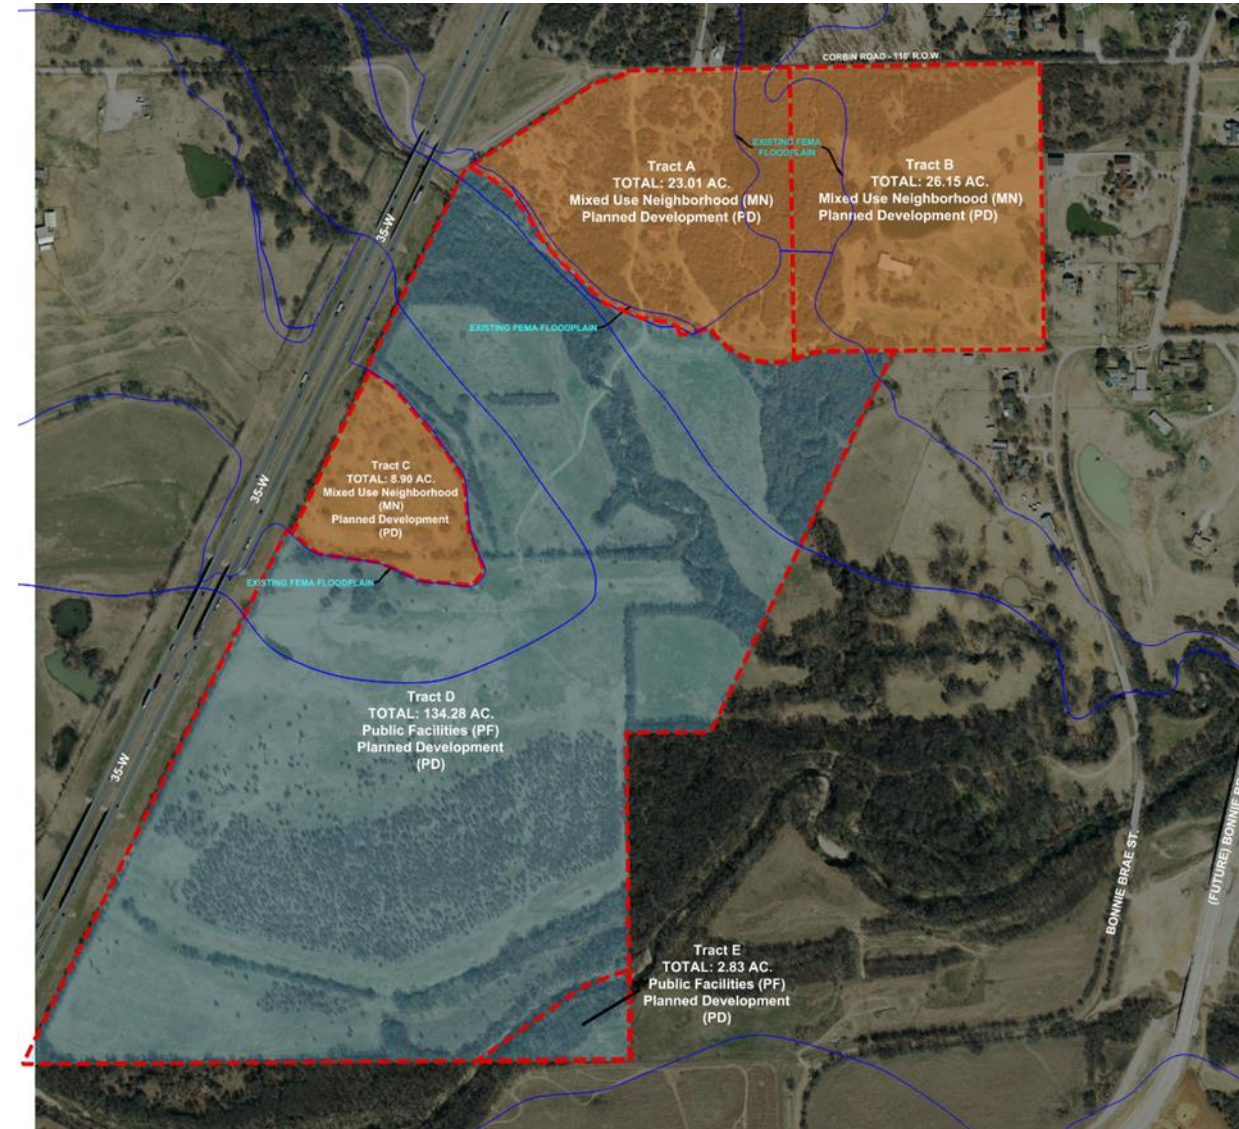 CORBIN ROAD - 110' R.O.W.
EXISTING FEMA
FLOODPLAIN
Tract A
TOTAL: 23.01 AC.
Mixed Use Neighborhood (MN)
Planned Development (PD)
Tract B
TOTAL: 26.15 AC.
Mixed Use Neighborhood (MN)
Planned Development (PD)
35-W
EXISTING FEMA FLOODPLAIN
Tract C
TOTAL: 8.90 AC.
Mixed Use Neighborhood
(MN)
Planned Development
(PD)
35-W
EXISTING FEMA FLOODPLAIN
Tract D
TOTAL: 134.28 AC.
Public Facilities (PF)
Planned Development
(PD)
35-W
Tract E
TOTAL: 2.83 AC.
Public Facilities (PF)
Planned Development
(PD)
BONNIE BRAE ST.
(FUTURE) BONNIE